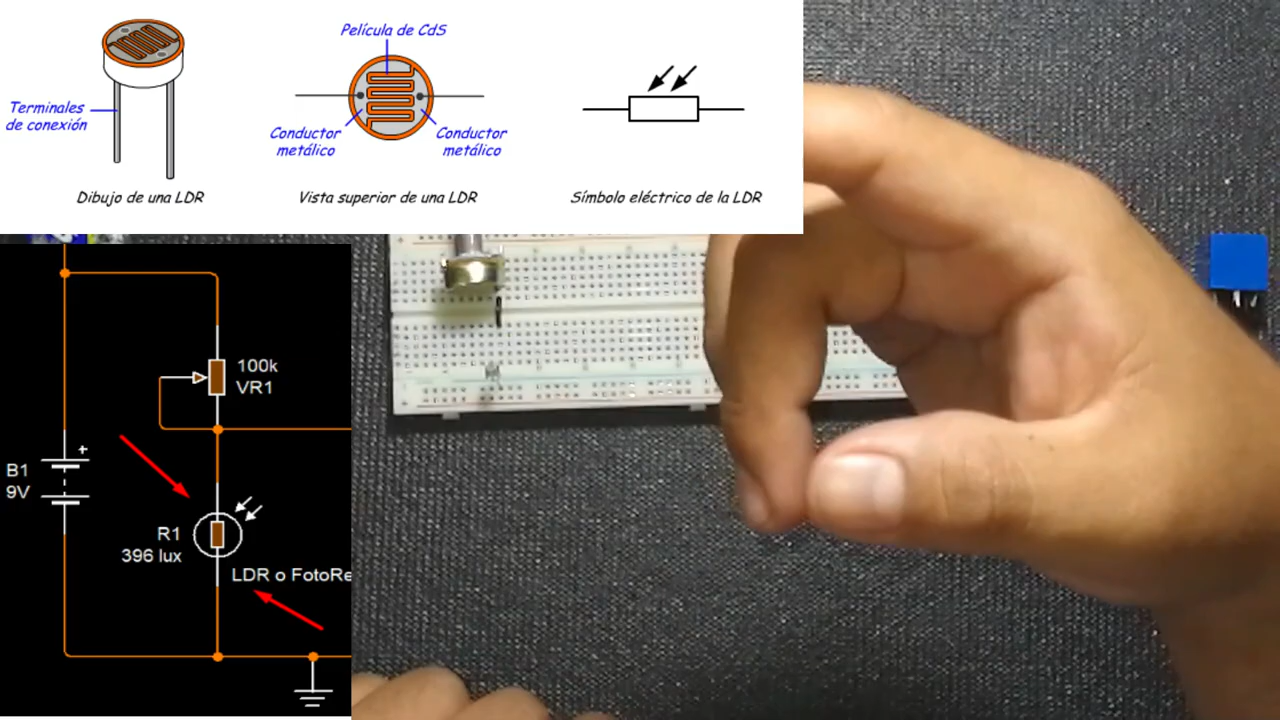 Película de CdS
Terminales
de conexión
Conductor
metálico
Conductor
metálico
Dibujo de una LDR
Vista superior de una LDR
Símbolo eléctrico de la LDR
100k
VR1
+
B1
9V
R1
396 lux
LDR o FotoRe